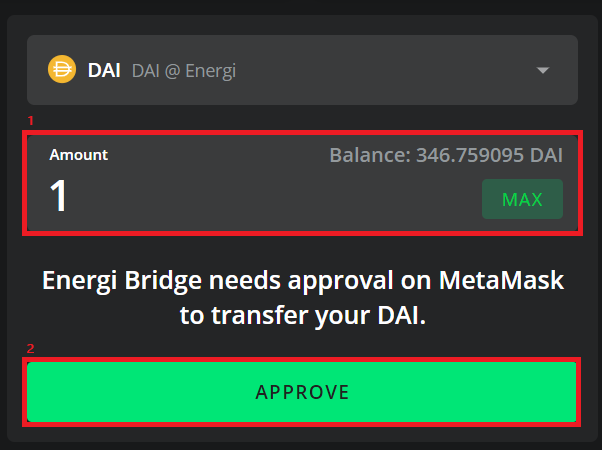 DAI DAI @ Energi
1
Amount Balance: 346.759095 DAI
1 MAX
Energi Bridge needs approval on MetaMask
to transfer your DAI.
2
APPROVE